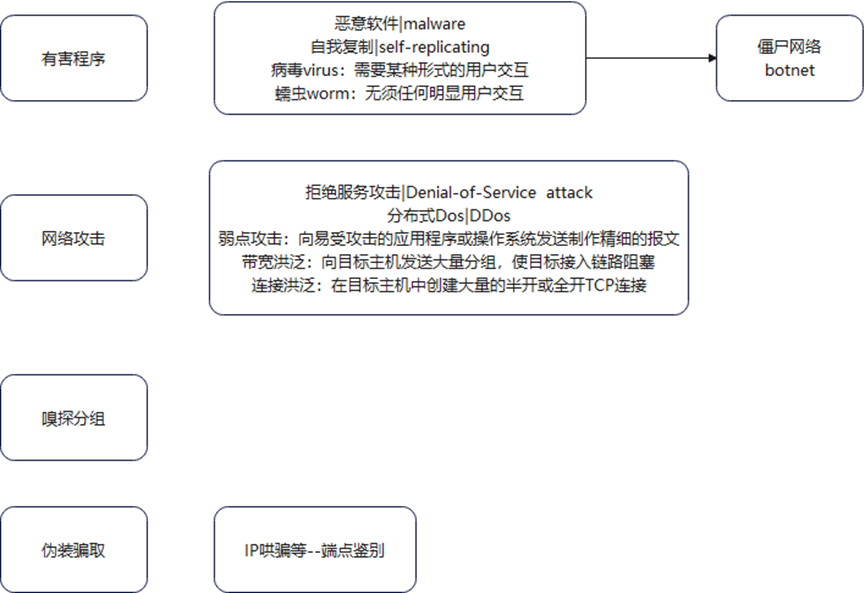 有害程序
恶意软件|malware
自我复制|self-replicating
病毒virus：需要某种形式的用户交互
蠕虫worm：无须任何明显用户交互
僵尸网络
botnet
网络攻击
拒绝服务攻击|Denial-of-Service attack
分布式Dos|DDos
弱点攻击：向易受攻击的应用程序或操作系统发送制作精细的报文
带宽洪泛：向目标主机发送大量分组，使目标接入链路阻塞
连接洪泛：在目标主机中创建大量的半开或全开TCP连接
嗅探分组
伪装骗取
IP哄骗等--端点鉴别